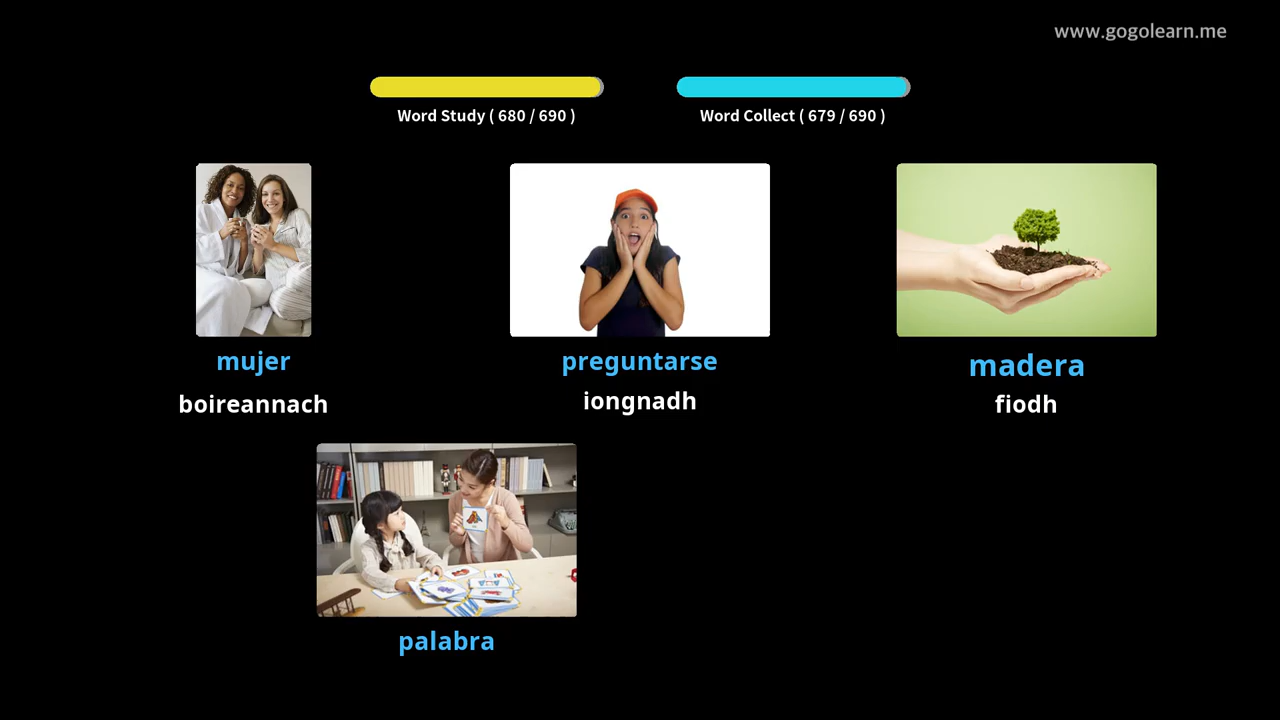 www.gogolearn.me
Word Study ( 680 / 690 )
Word Collect ( 679 / 690 )
mujer
preguntarse
madera
boireannach
iongnadh
fiodh
palabra